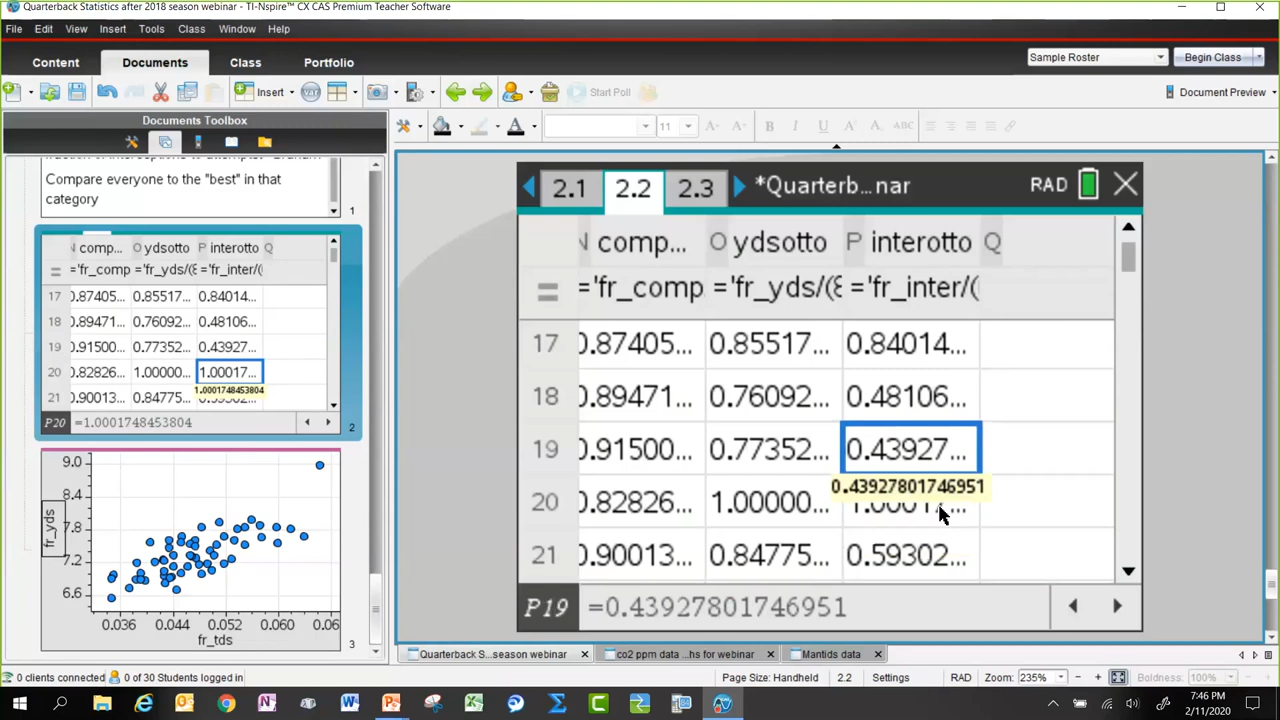 Quarterback Statistics after 2018 season webinar - TI-Nspire™ CX CAS Premium Teacher Software
File Edit View Insert Tools Class Window Help
Content Documents Class Portfolio
Sample Roster Begin Class
Insert Start Poll Document Preview
11 B I U ABC
Documents Toolbox
Compare everyone to the "best" in that
category
1
N comp... O ydsotto P interotto Q
= ='fr_comp ='fr_yds/(8 ='fr_inter/(
17 0.87405... 0.85517... 0.84014...
18 0.89471... 0.76092... 0.48106...
19 0.91500... 0.77352... 0.43927...
20 0.82826... 1.00000... 1.00017...
1.0001748453804
21 0.90013... 0.84775... 0.59302...
P20 =1.0001748453804
2
9.0
8.4
7.8
7.2
6.6
fr_yds
0.036 0.044 0.052 0.060 0.06
fr_tds
3
2.1 2.2 2.3 *Quarterb...nar RAD
N comp... O ydsotto P interotto Q
= ='fr_comp ='fr_yds/(8 ='fr_inter/(
17 0.87405... 0.85517... 0.84014...
18 0.89471... 0.76092... 0.48106...
19 0.91500... 0.77352... 0.43927...
0.43927801746951
20 0.82826... 1.00000... 1.00017...
21 0.90013... 0.84775... 0.59302...
P19 =0.43927801746951
Quarterback S...season webinar co2 ppm data ...hs for webinar Mantids data
0 clients connected 0 of 30 Students logged in Page Size: Handheld 2.2 Settings RAD Zoom: 235% Boldness: 100%
7:46 PM
2/11/2020